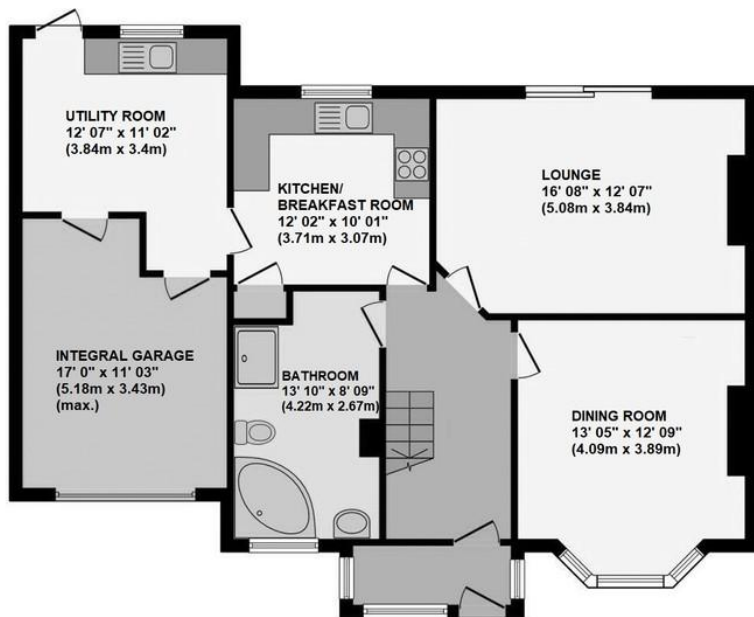 UTILITY ROOM
12' 07" x 11' 02"
(3.84m x 3.4m)
KITCHEN/
BREAKFAST ROOM
12' 02" x 10' 01"
(3.71m x 3.07m)
LOUNGE
16' 08" x 12' 07"
(5.08m x 3.84m)
INTEGRAL GARAGE
17' 0" x 11' 03"
(5.18m x 3.43m)
(max.)
BATHROOM
13' 10" x 8' 09"
(4.22m x 2.67m)
DINING ROOM
13' 05" x 12' 09"
(4.09m x 3.89m)